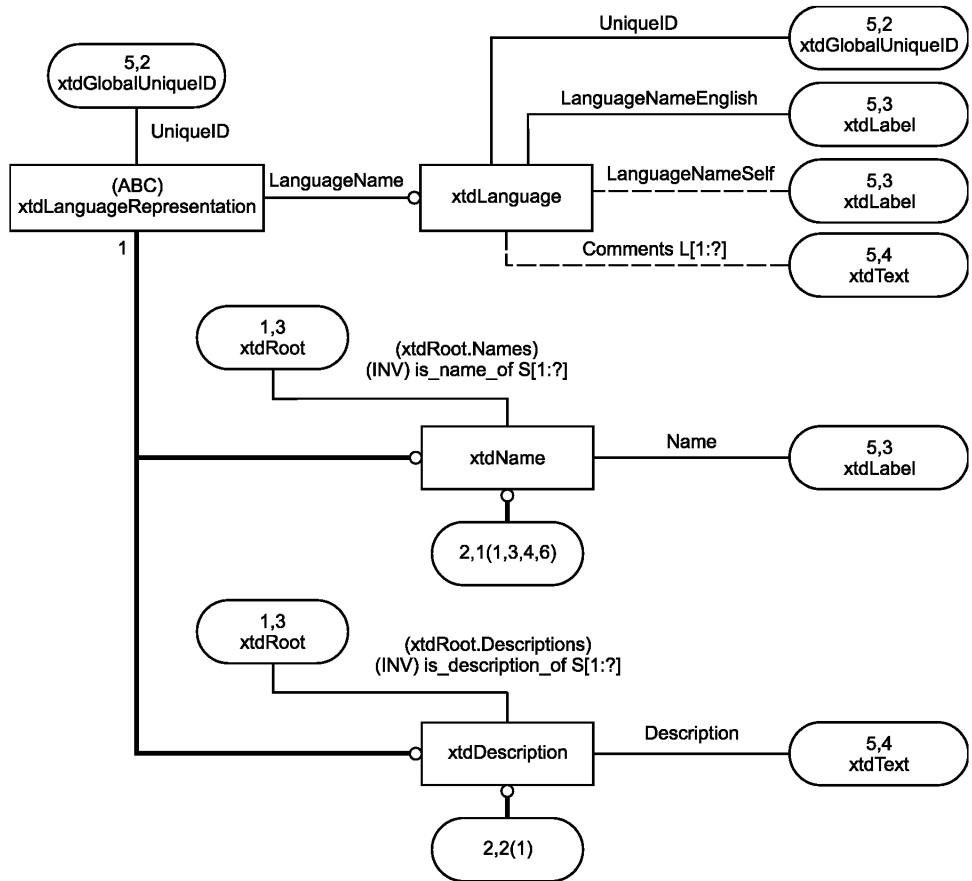 UniqueID
5,2
xtdGlobalUniqueID
5,2
xtdGlobalUniqueID
UniqueID
LanguageNameEnglish
5,3
xtdLabel
(ABC)
xtdLanguageRepresentation
LanguageName
xtdLanguage
LanguageNameSelf
5,3
xtdLabel
1
Comments L[1:?]
5,4
xtdText
1,3
xtdRoot
(xtdRoot.Names)
(INV) is_name_of S[1:?]
xtdName
Name
5,3
xtdLabel
2,1(1,3,4,6)
1,3
xtdRoot
(xtdRoot.Descriptions)
(INV) is_description_of S[1:?]
xtdDescription
Description
5,4
xtdText
2,2(1)